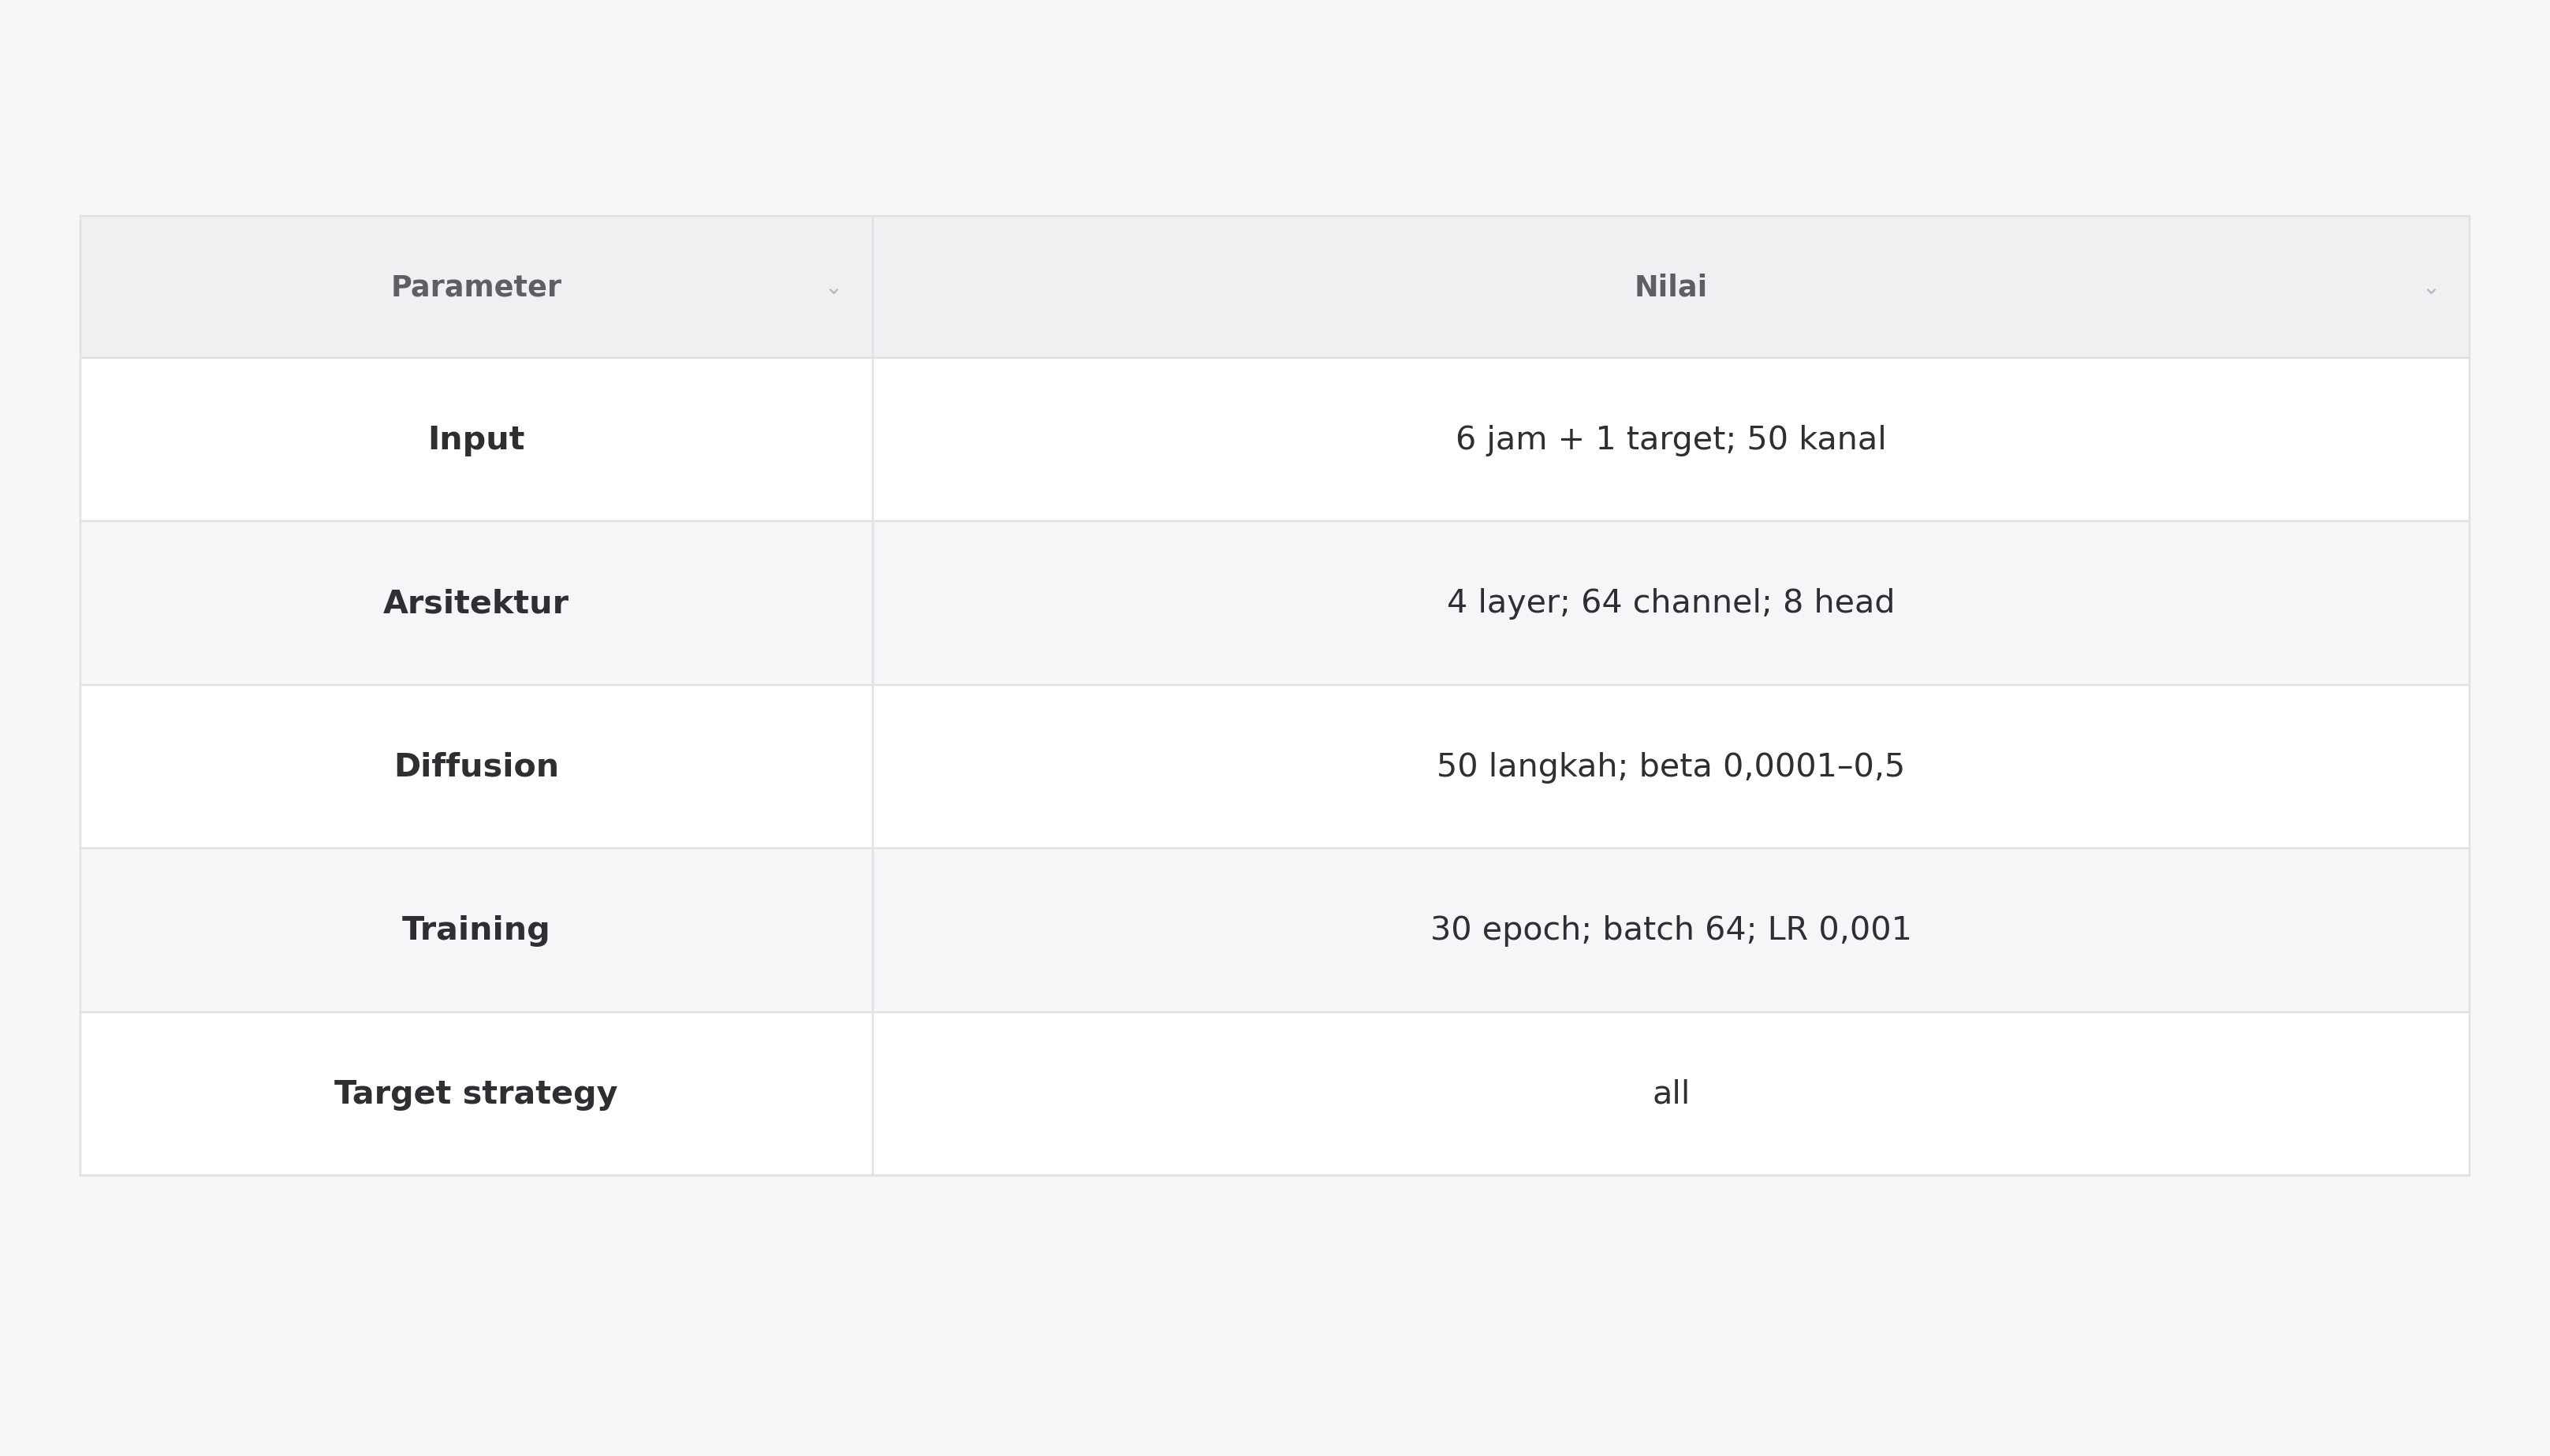 Parameter
Nilai
Input
6 jam + 1 target; 50 kanal
Arsitektur
4 layer; 64 channel; 8 head
Diffusion
50 langkah; beta 0,0001–0,5
Training
30 epoch; batch 64; LR 0,001
Target strategy
all